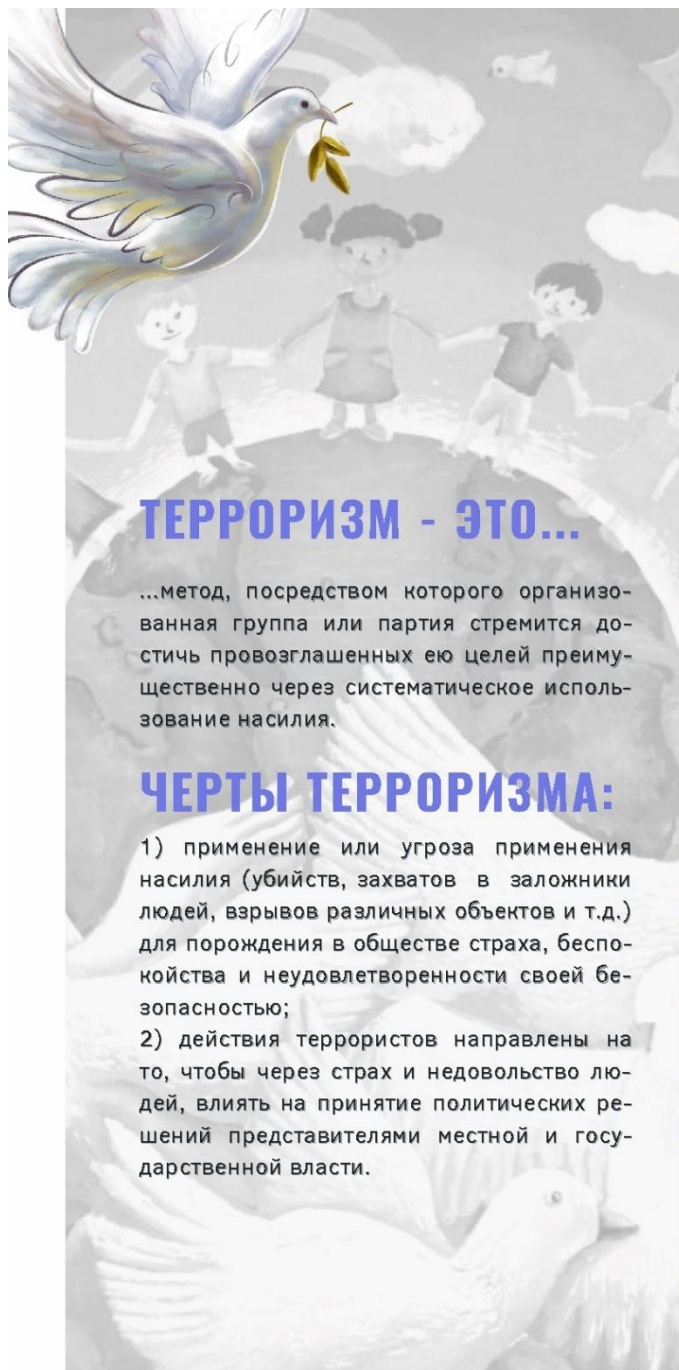 ТЕРРОРИЗМ - ЭТО...
...метод, посредством которого организо-
ванная группа или партия стремится до-
стичь провозглашенных ею целей преиму-
щественно через систематическое исполь-
зование насилия.
ЧЕРТЫ ТЕРРОРИЗМА:
1) применение или угроза применения
насилия (убийств, захватов в заложники
людей, взрывов различных объектов и т.д.)
для порождения в обществе страха, беспо-
койства и неудовлетворенности своей бе-
зопасностью;
2) действия террористов направлены на
то, чтобы через страх и недовольство лю-
дей, влиять на принятие политических ре-
шений представителями местной и госу-
дарственной власти.